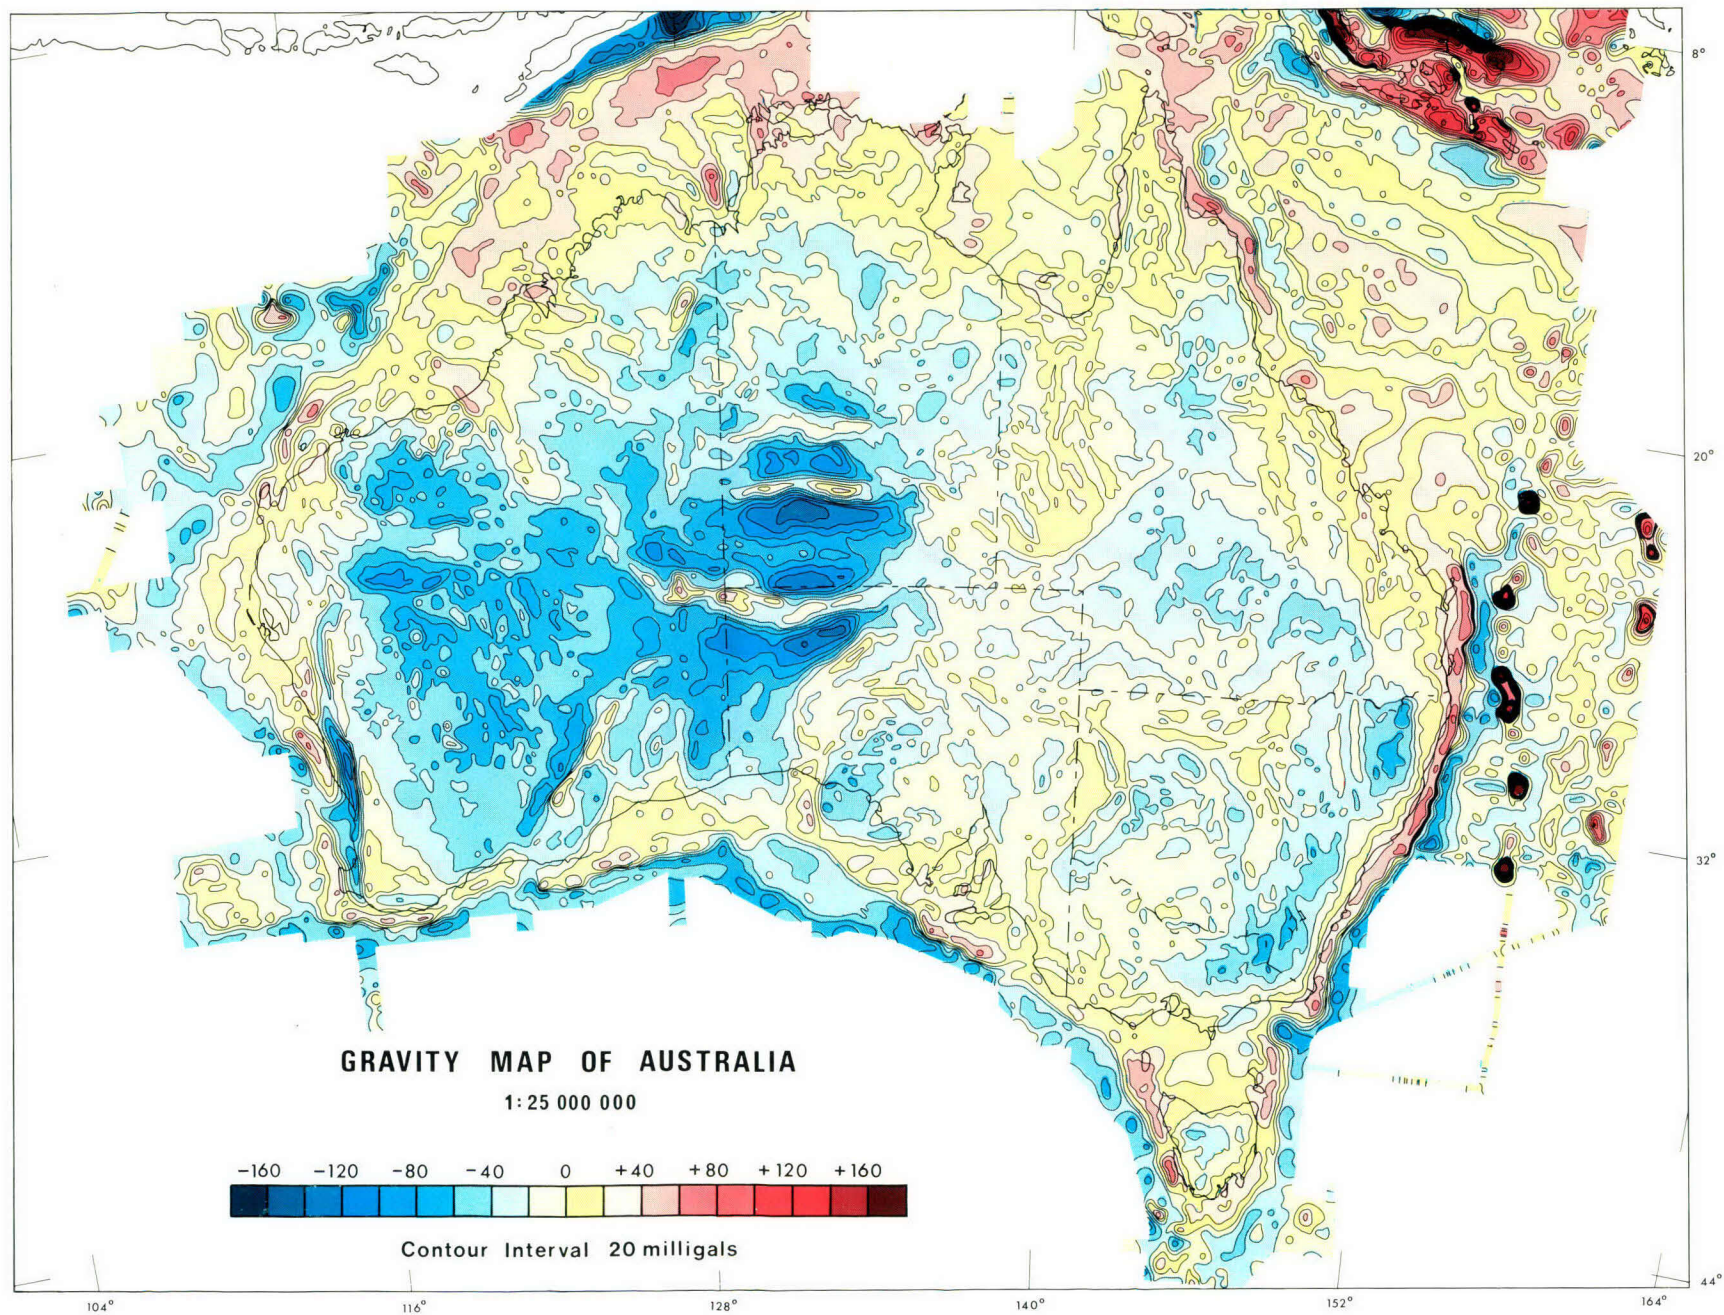 8°
20°
32°
GRAVITY MAP OF AUSTRALIA
1:25 000 000
-160 -120 -80 -40 0 +40 +80 +120 +160
Contour Interval 20 milligals
44°
104° 116° 128° 140° 152° 164°